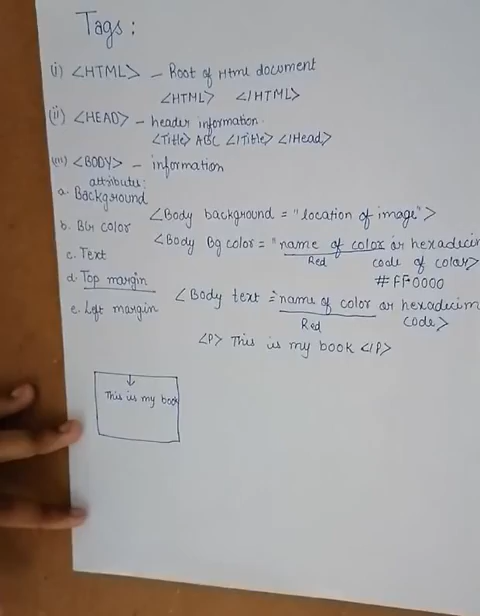 Tags :
(i) <HTML> – Root of Html document
<HTML> </HTML>
(ii) <HEAD> – header information.
<Title> ABC </Title> </Head>
(iii) <BODY> – information
attributes:
a. Background
<Body background = "location of image">
b. BGr color
<Body Bg color = "name of color or hexadecim
Red code of color>
c. Text
#FF0000
d. Top margin
<Body text = name of color or hexadecim
e. Left margin
Red code>
<P> This is my book </P>
This is my book